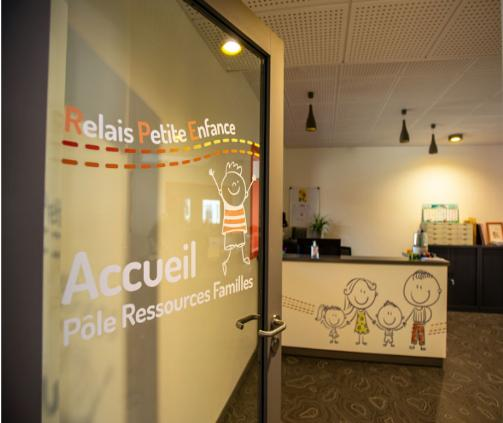 Relais Petite Enfance
Accueil
Pôle Ressources Familles